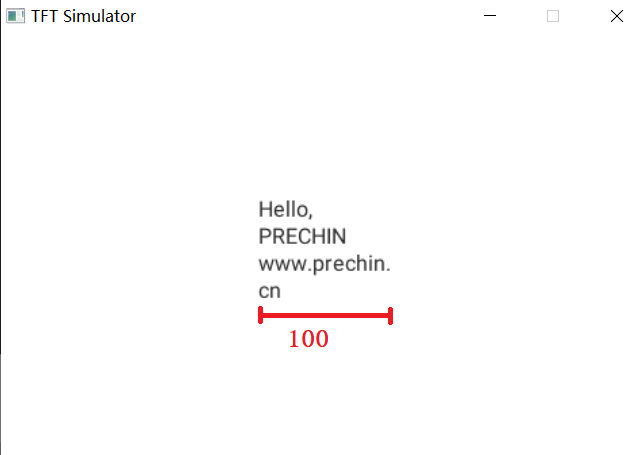 TFT Simulator
Hello,
PRECHIN
www.prechin.
cn
100